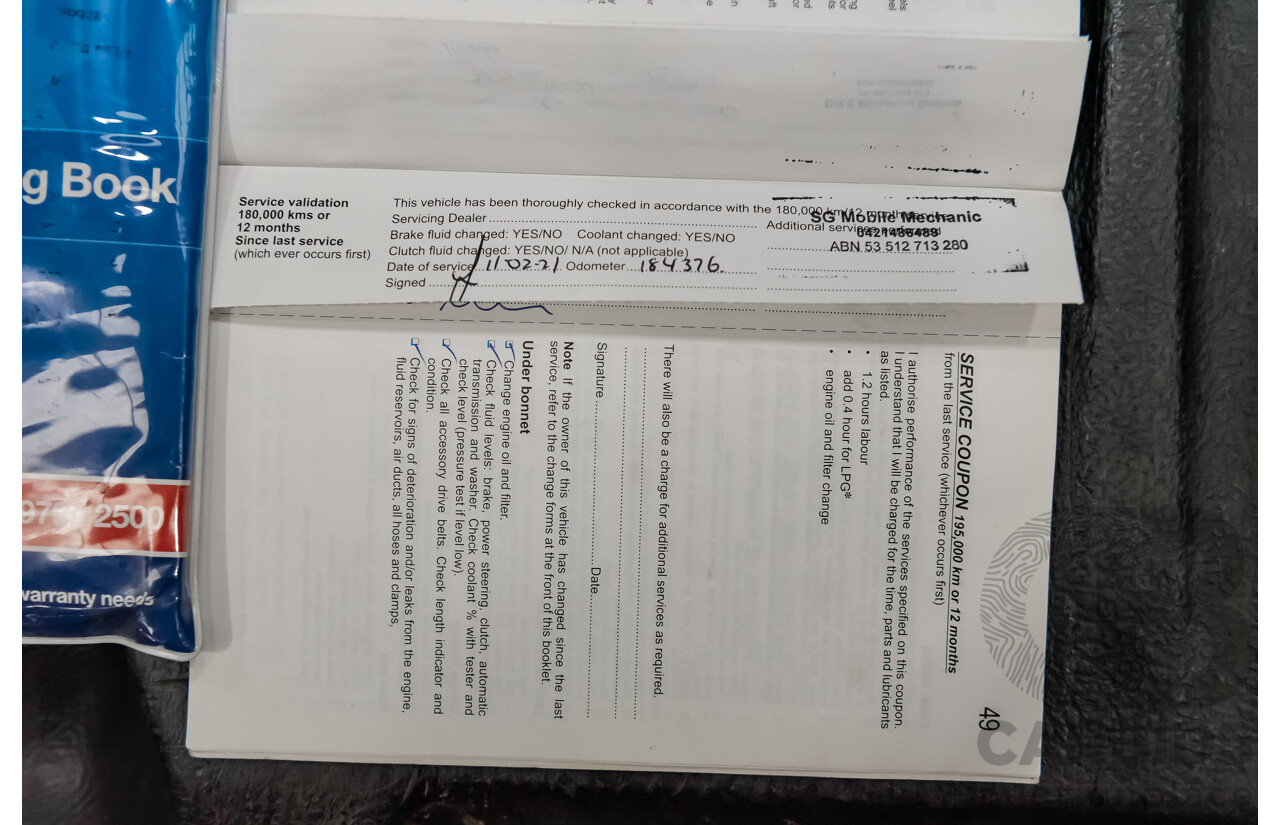 g Book
2500
warranty needs
Service validation
180,000 kms or
12 months
Since last service
(which ever occurs first)
This vehicle has been thoroughly checked in accordance with the 180,000 km/12 month
Servicing Dealer
Brake fluid changed: YES/NO Coolant changed: YES/NO
Clutch fluid changed: YES/NO/ N/A (not applicable)
Date of service 11-02-21 Odometer 184376.
Signed
Additional services
SG Mobile Mechanic
0421486489
ABN 53 512 713 280
49
SERVICE COUPON 195,000 km or 12 months
from the last service (whichever occurs first)
I authorise performance of the services specified on this coupon.
I understand that I will be charged for the time, parts and lubricants
as listed.
• 1.2 hours labour
• add 0.4 hour for LPG*
• engine oil and filter change
There will also be a charge for additional services as required.
Signature Date
Note If the owner of this vehicle has changed since the last
service, refer to the change forms at the front of this booklet.
Under bonnet
Change engine oil and filter.
Check fluid levels: brake, power steering, clutch, automatic
transmission and washer. Check coolant % with tester and
check level (pressure test if level low).
Check all accessory drive belts. Check length indicator and
condition.
Check for signs of deterioration and/or leaks from the engine,
fluid reservoirs, air ducts, all hoses and clamps,